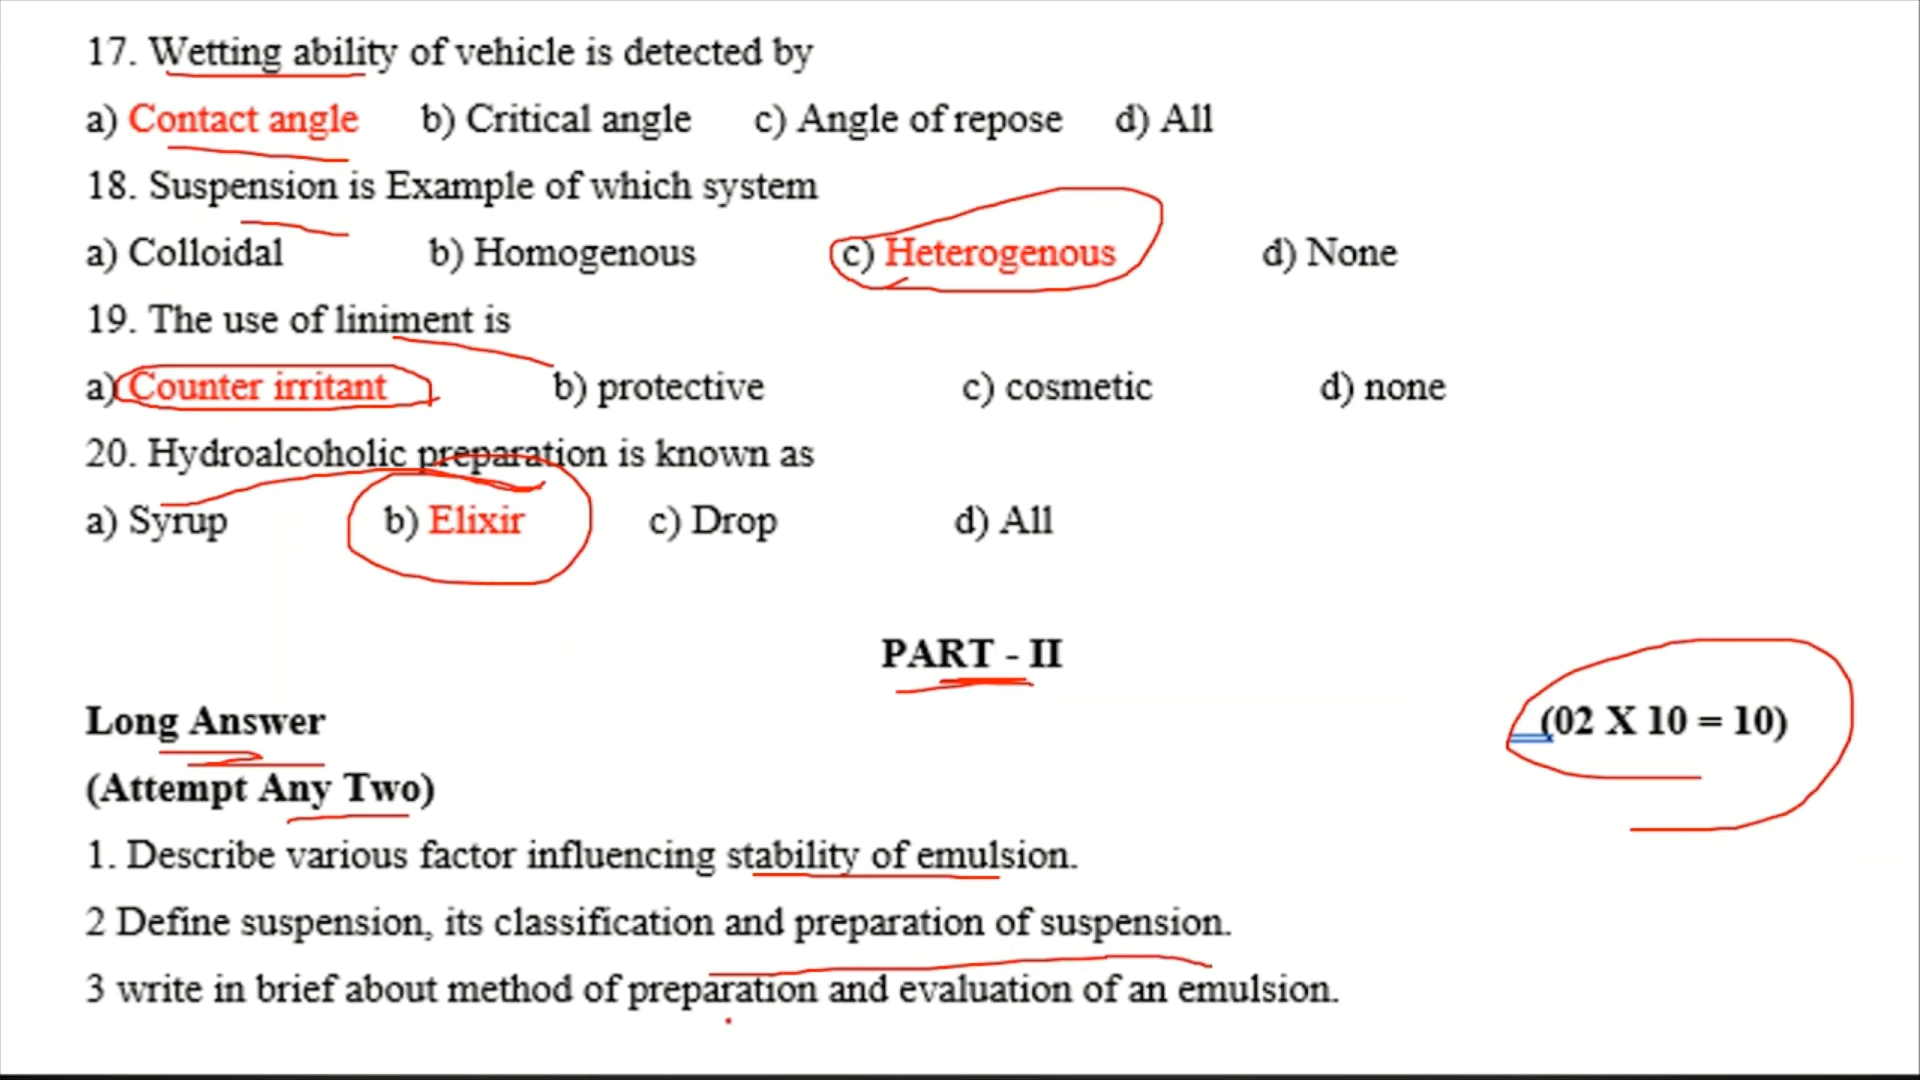 17. Wetting ability of vehicle is detected by
a) Contact angle b) Critical angle c) Angle of repose d) All
18. Suspension is Example of which system
a) Colloidal b) Homogenous c) Heterogenous d) None
19. The use of liniment is
a) Counter irritant b) protective c) cosmetic d) none
20. Hydroalcoholic preparation is known as
a) Syrup b) Elixir c) Drop d) All
PART - II
Long Answer (02 X 10 = 10)
(Attempt Any Two)
1. Describe various factor influencing stability of emulsion.
2 Define suspension, its classification and preparation of suspension.
3 write in brief about method of preparation and evaluation of an emulsion.